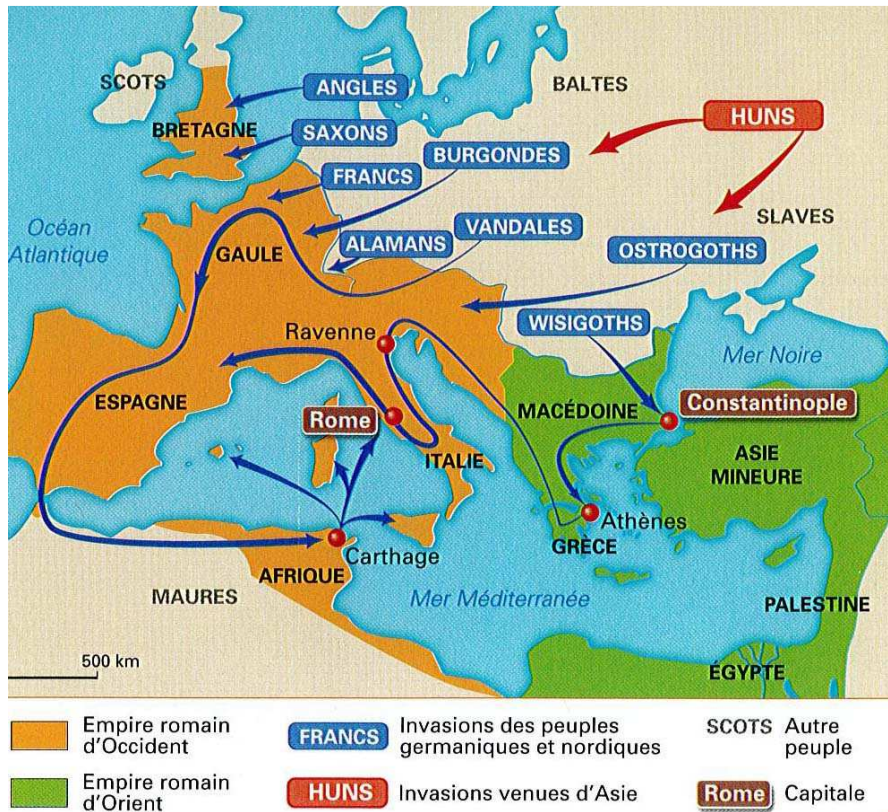 SCOTS
ANGLES
BALTES
HUNS
BRETAGNE
SAXONS
BURGONDES
FRANCS
Océan
Atlantique
GAULE
ALAMANS
VANDALES
SLAVES
OSTROGOTHS
Ravenne
WISIGOTHS
Mer Noire
ESPAGNE
Rome
ITALIE
MACÉDOINE
Constantinople
ASIE
MINEURE
Athènes
GRÈCE
Carthage
AFRIQUE
MAURES
Mer Méditerranée
PALESTINE
500 km
ÉGYPTE
Empire romain
d'Occident
FRANCS
Invasions des peuples
germaniques et nordiques
SCOTS
Autre
peuple
Empire romain
d'Orient
HUNS
Invasions venues d'Asie
Rome
Capitale